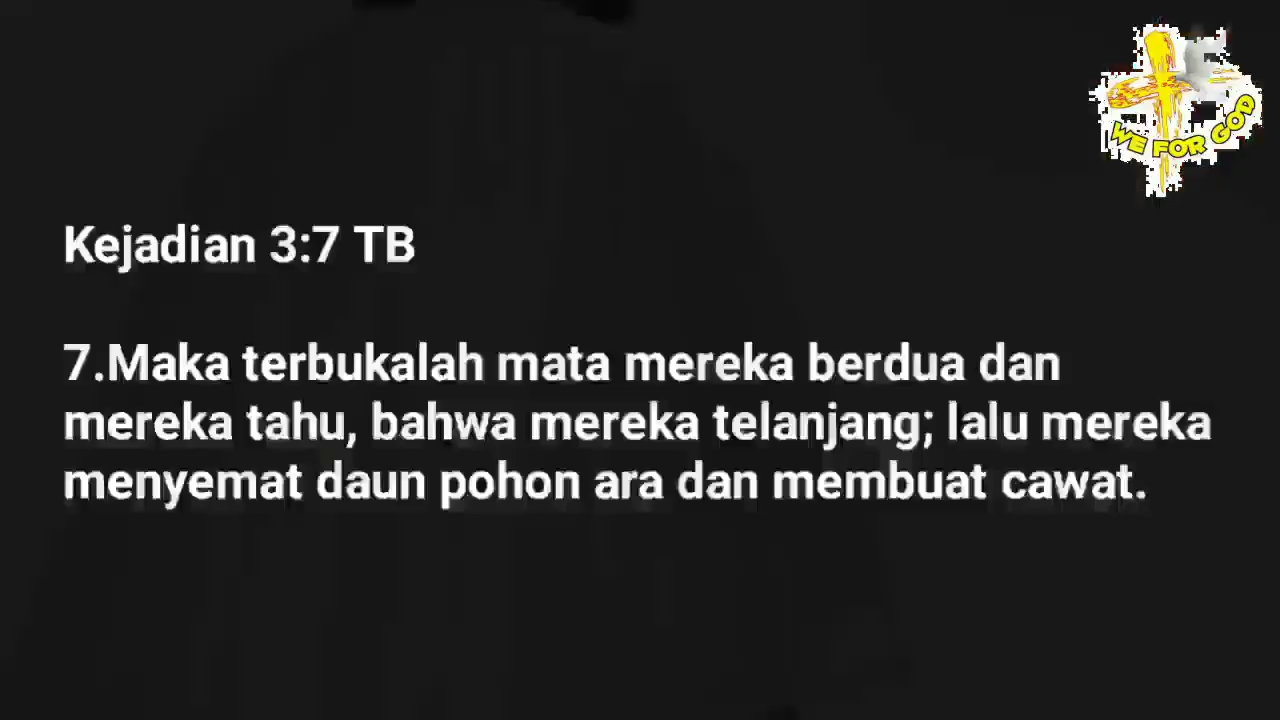 WE FOR GOD
Kejadian 3:7 TB
7.Maka terbukalah mata mereka berdua dan
mereka tahu, bahwa mereka telanjang; lalu mereka
menyemat daun pohon ara dan membuat cawat.